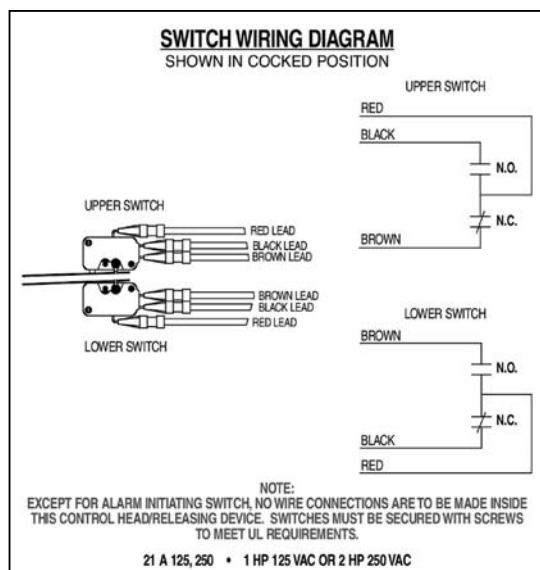 SWITCH WIRING DIAGRAM
SHOWN IN COCKED POSITION
UPPER SWITCH
RED
BLACK
N.O.
N.C.
BROWN
UPPER SWITCH
RED LEAD
BLACK LEAD
BROWN LEAD
BROWN LEAD
BLACK LEAD
RED LEAD
LOWER SWITCH
LOWER SWITCH
BROWN
N.O.
N.C.
BLACK
RED
NOTE:
EXCEPT FOR ALARM INITIATING SWITCH, NO WIRE CONNECTIONS ARE TO BE MADE INSIDE
THIS CONTROL HEAD/RELEASING DEVICE. SWITCHES MUST BE SECURED WITH SCREWS
TO MEET UL REQUIREMENTS.
21 A 125, 250 • 1 HP 125 VAC OR 2 HP 250 VAC